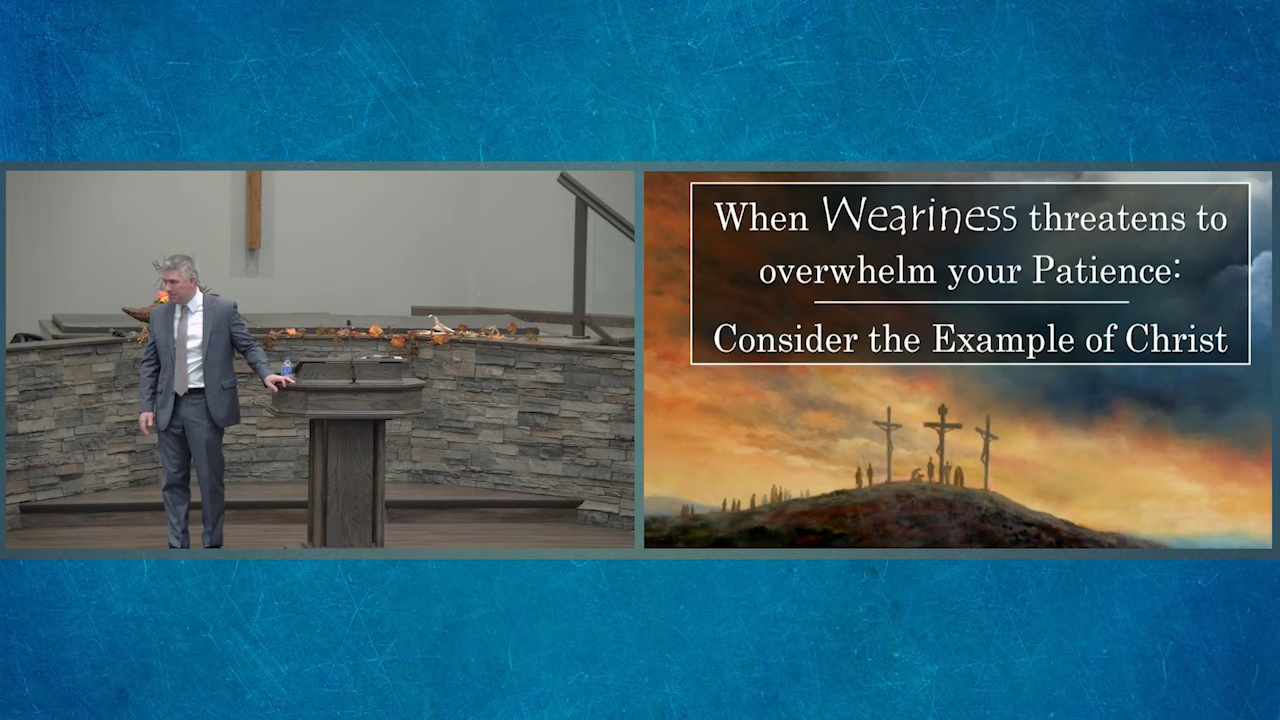 When Weariness threatens to
overwhelm your Patience:
Consider the Example of Christ